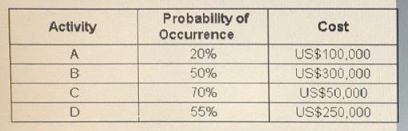 Activity Probability of Occurrence Cost
A 20% US$100,000
B 50% US$300,000
C 70% US$50,000
D 55% US$250,000